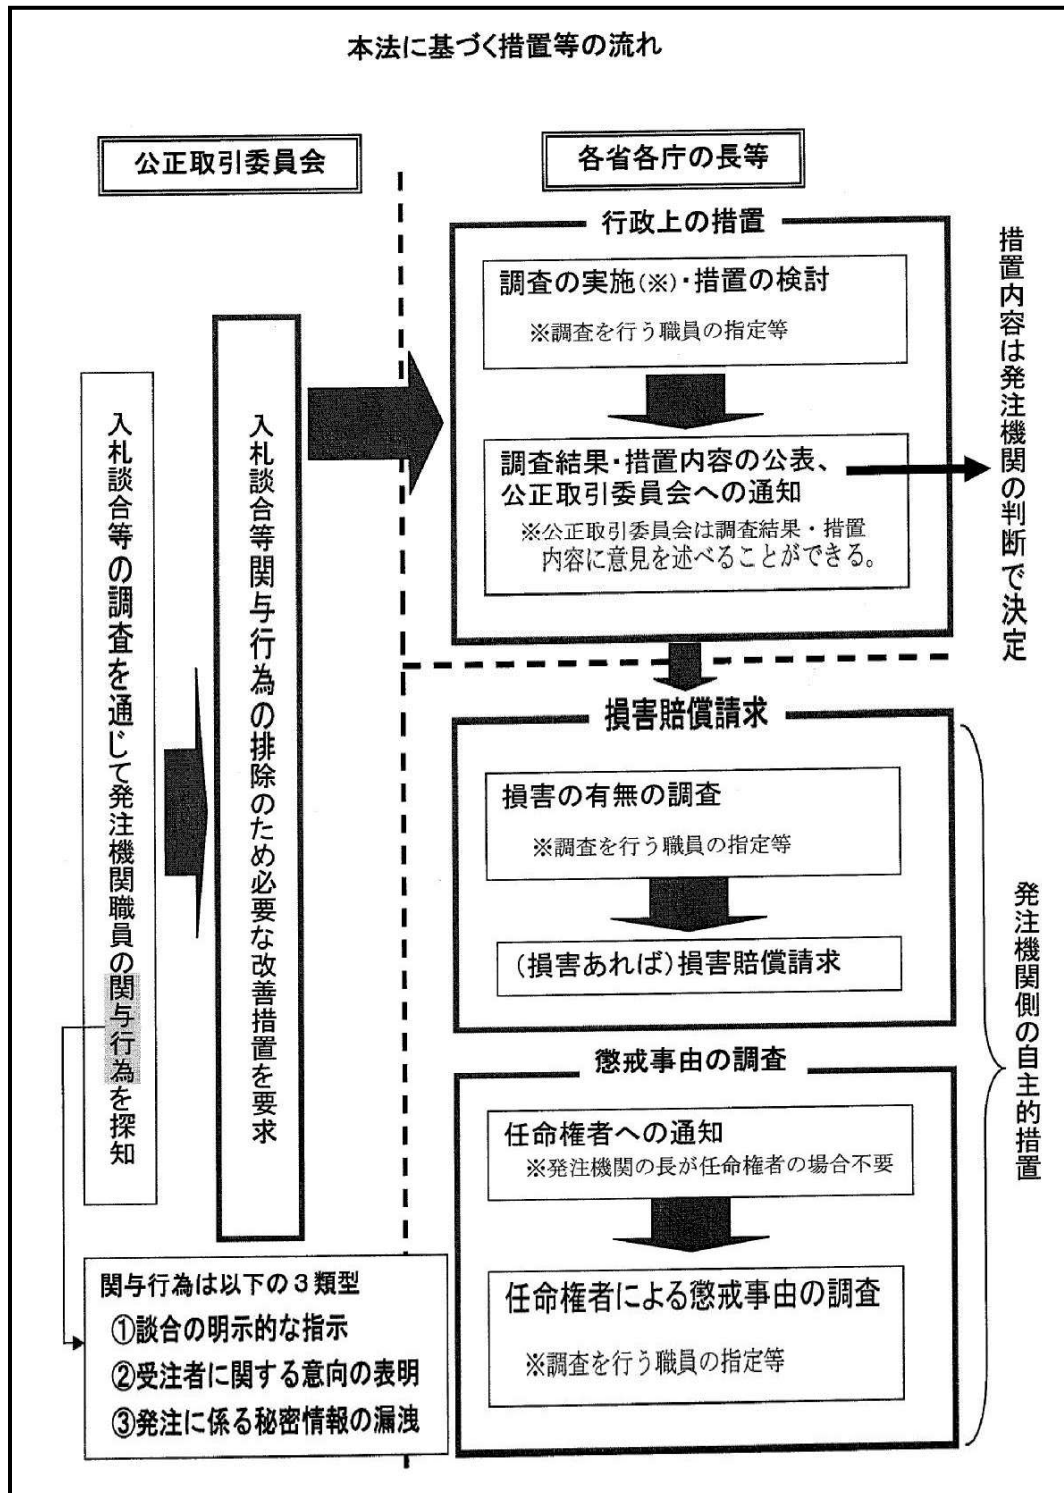 本法に基づく措置等の流れ
公正取引委員会
入札談合等の調査を通じて発注機関職員の関与行為を探知
入札談合等関与行為の排除のため必要な改善措置を要求
関与行為は以下の3類型
①談合の明示的な指示
②受注者に関する意向の表明
③発注に係る秘密情報の漏洩
各省各庁の長等
行政上の措置
調査の実施(※)・措置の検討
※調査を行う職員の指定等
調査結果・措置内容の公表、
公正取引委員会への通知
※公正取引委員会は調査結果・措置
内容に意見を述べることができる。
措置内容は発注機関の判断で決定
損害賠償請求
損害の有無の調査
※調査を行う職員の指定等
(損害あれば)損害賠償請求
懲戒事由の調査
任命権者への通知
※発注機関の長が任命権者の場合不要
任命権者による懲戒事由の調査
※調査を行う職員の指定等
発注機関側の自主的措置